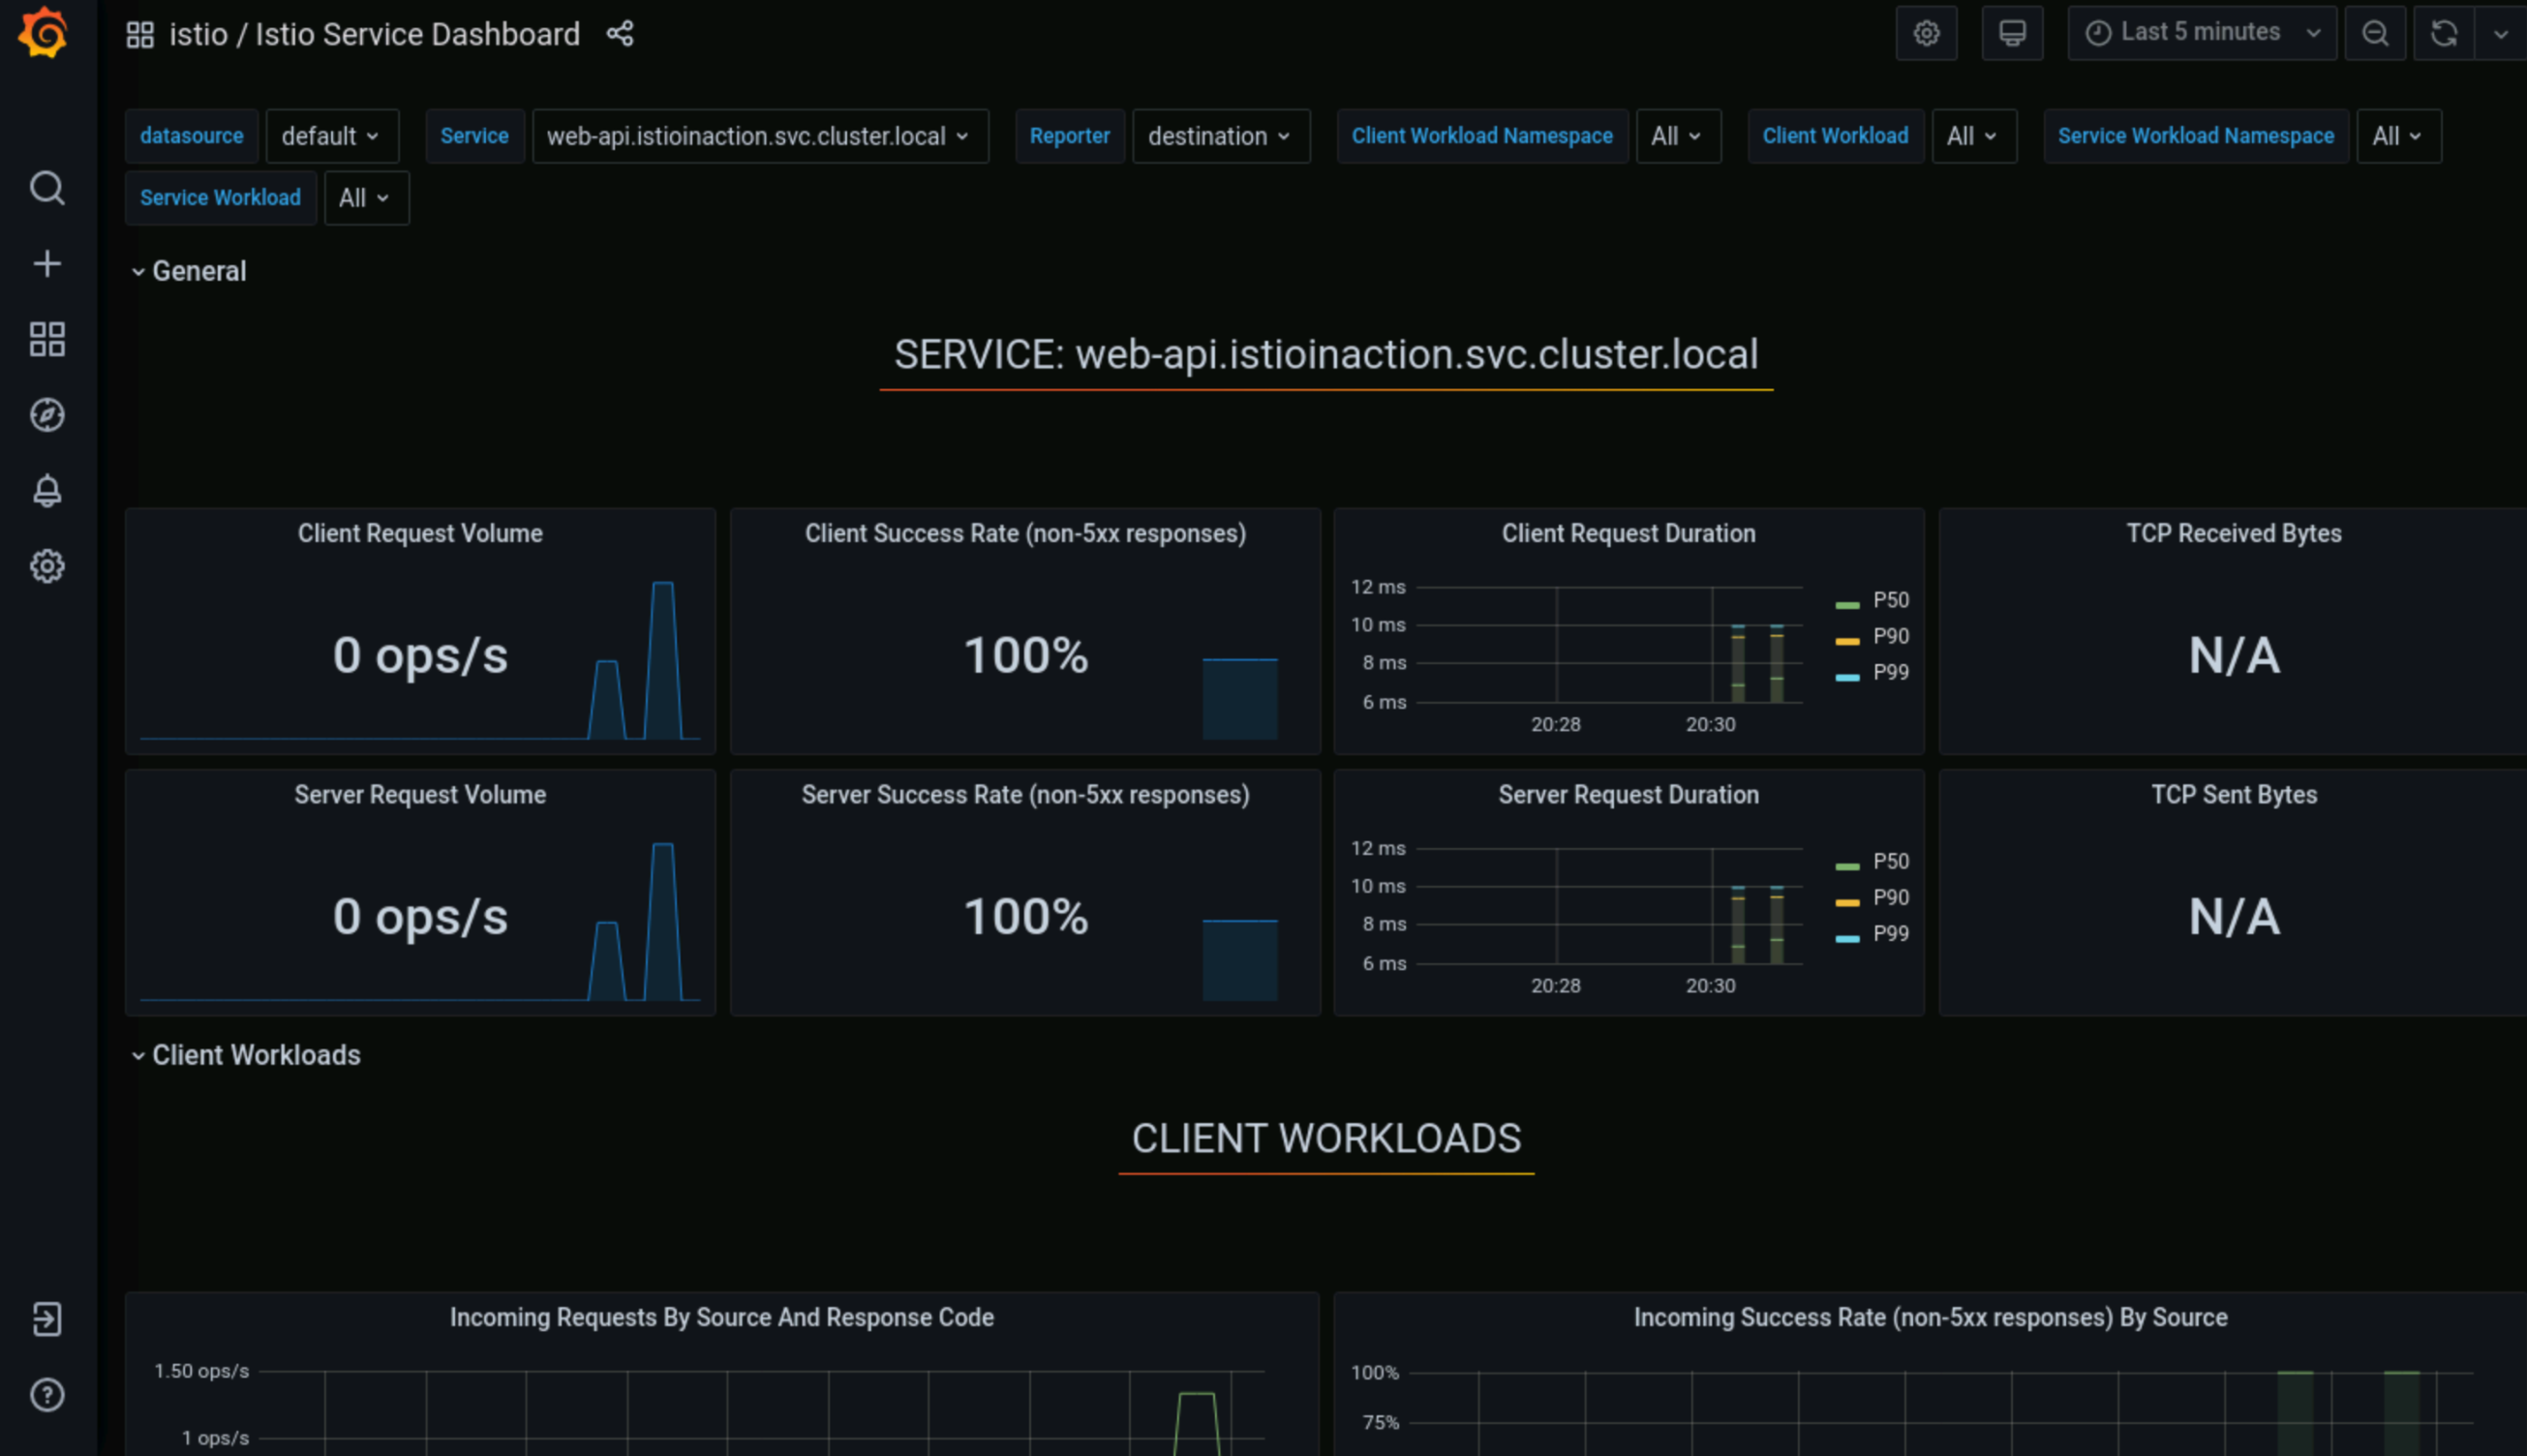 istio / Istio Service Dashboard
Last 5 minutes
datasource default Service web-api.istioinaction.svc.cluster.local Reporter destination Client Workload Namespace All Client Workload All Service Workload Namespace All
Service Workload All
General
SERVICE: web-api.istioinaction.svc.cluster.local
Client Request Volume
0 ops/s
Client Success Rate (non-5xx responses)
100%
Client Request Duration
12 ms
10 ms
8 ms
6 ms
20:28 20:30
P50
P90
P99
TCP Received Bytes
N/A
Server Request Volume
0 ops/s
Server Success Rate (non-5xx responses)
100%
Server Request Duration
12 ms
10 ms
8 ms
6 ms
20:28 20:30
P50
P90
P99
TCP Sent Bytes
N/A
Client Workloads
CLIENT WORKLOADS
Incoming Requests By Source And Response Code
1.50 ops/s
1 ops/s
Incoming Success Rate (non-5xx responses) By Source
100%
75%